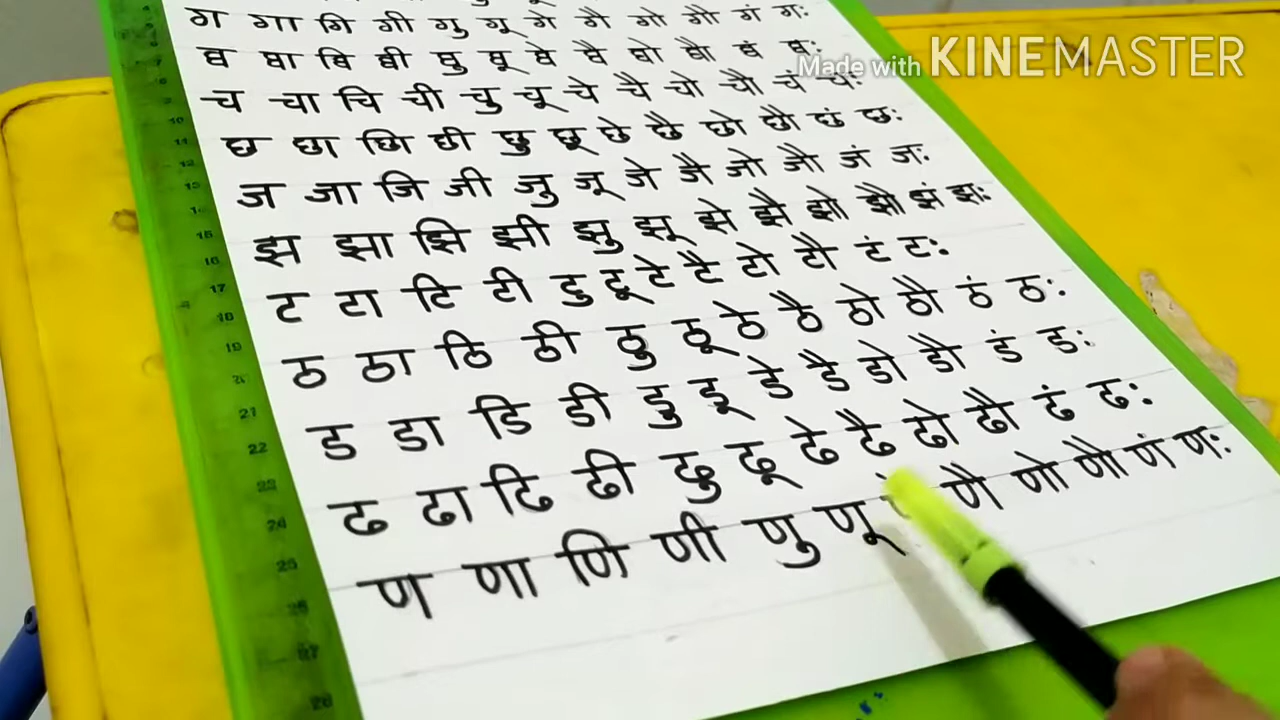 ग गा गि गी गु गू गे गै गो गौ गं गः
घ घा घि घी घु घू घे घै घो घौ घं घः
Made with KINEMASTER
च चा चि ची चु चू चे चै चो चौ चं चः
छ छा छि छी छु छू छे छै छो छौ छं छः
ज जा जि जी जु जू जे जै जो जौ जं जः
झ झा झि झी झु झू झे झै झो झौ झं झः
ट टा टि टी टु टू टे टै टो टौ टं टः
ठ ठा ठि ठी ठु ठू ठे ठै ठो ठौ ठं ठः
ड डा डि डी डु डू डे डै डो डौ डं डः
ढ ढा ढि ढी ढु ढू ढे ढै ढो ढौ ढं ढः
ण णा णि णी णु णू णै णो णौ णं णः